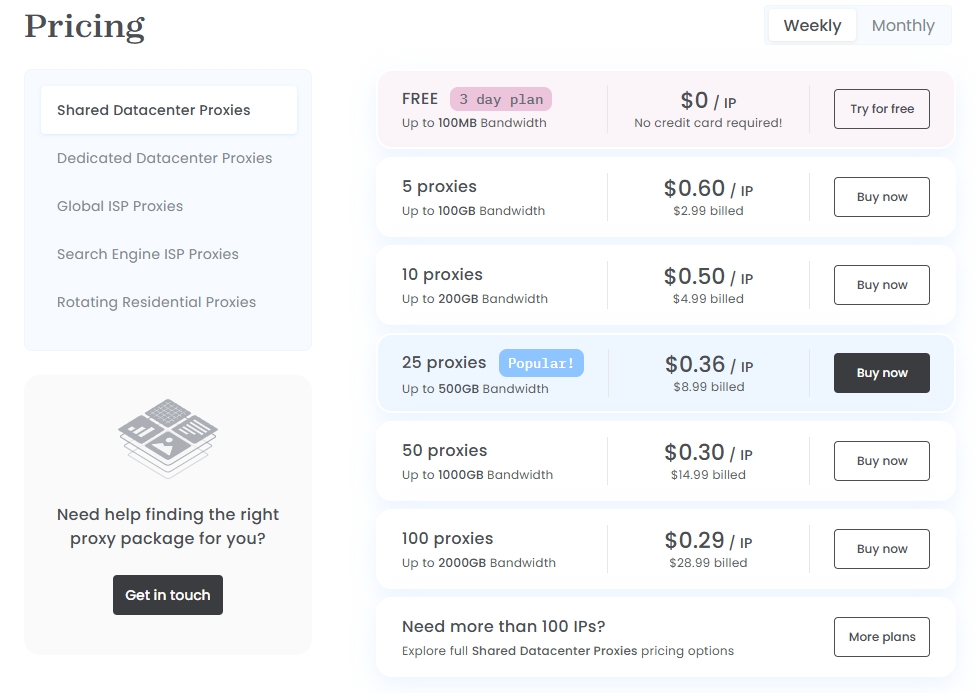 Pricing
Weekly
Monthly
Shared Datacenter Proxies
Dedicated Datacenter Proxies
Global ISP Proxies
Search Engine ISP Proxies
Rotating Residential Proxies
Need help finding the right
proxy package for you?
Get in touch
FREE 3 day plan
Up to 100MB Bandwidth
$0 / IP
No credit card required!
Try for free
5 proxies
Up to 100GB Bandwidth
$0.60 / IP
$2.99 billed
Buy now
10 proxies
Up to 200GB Bandwidth
$0.50 / IP
$4.99 billed
Buy now
25 proxies Popular!
Up to 500GB Bandwidth
$0.36 / IP
$8.99 billed
Buy now
50 proxies
Up to 1000GB Bandwidth
$0.30 / IP
$14.99 billed
Buy now
100 proxies
Up to 2000GB Bandwidth
$0.29 / IP
$28.99 billed
Buy now
Need more than 100 IPs?
Explore full Shared Datacenter Proxies pricing options
More plans